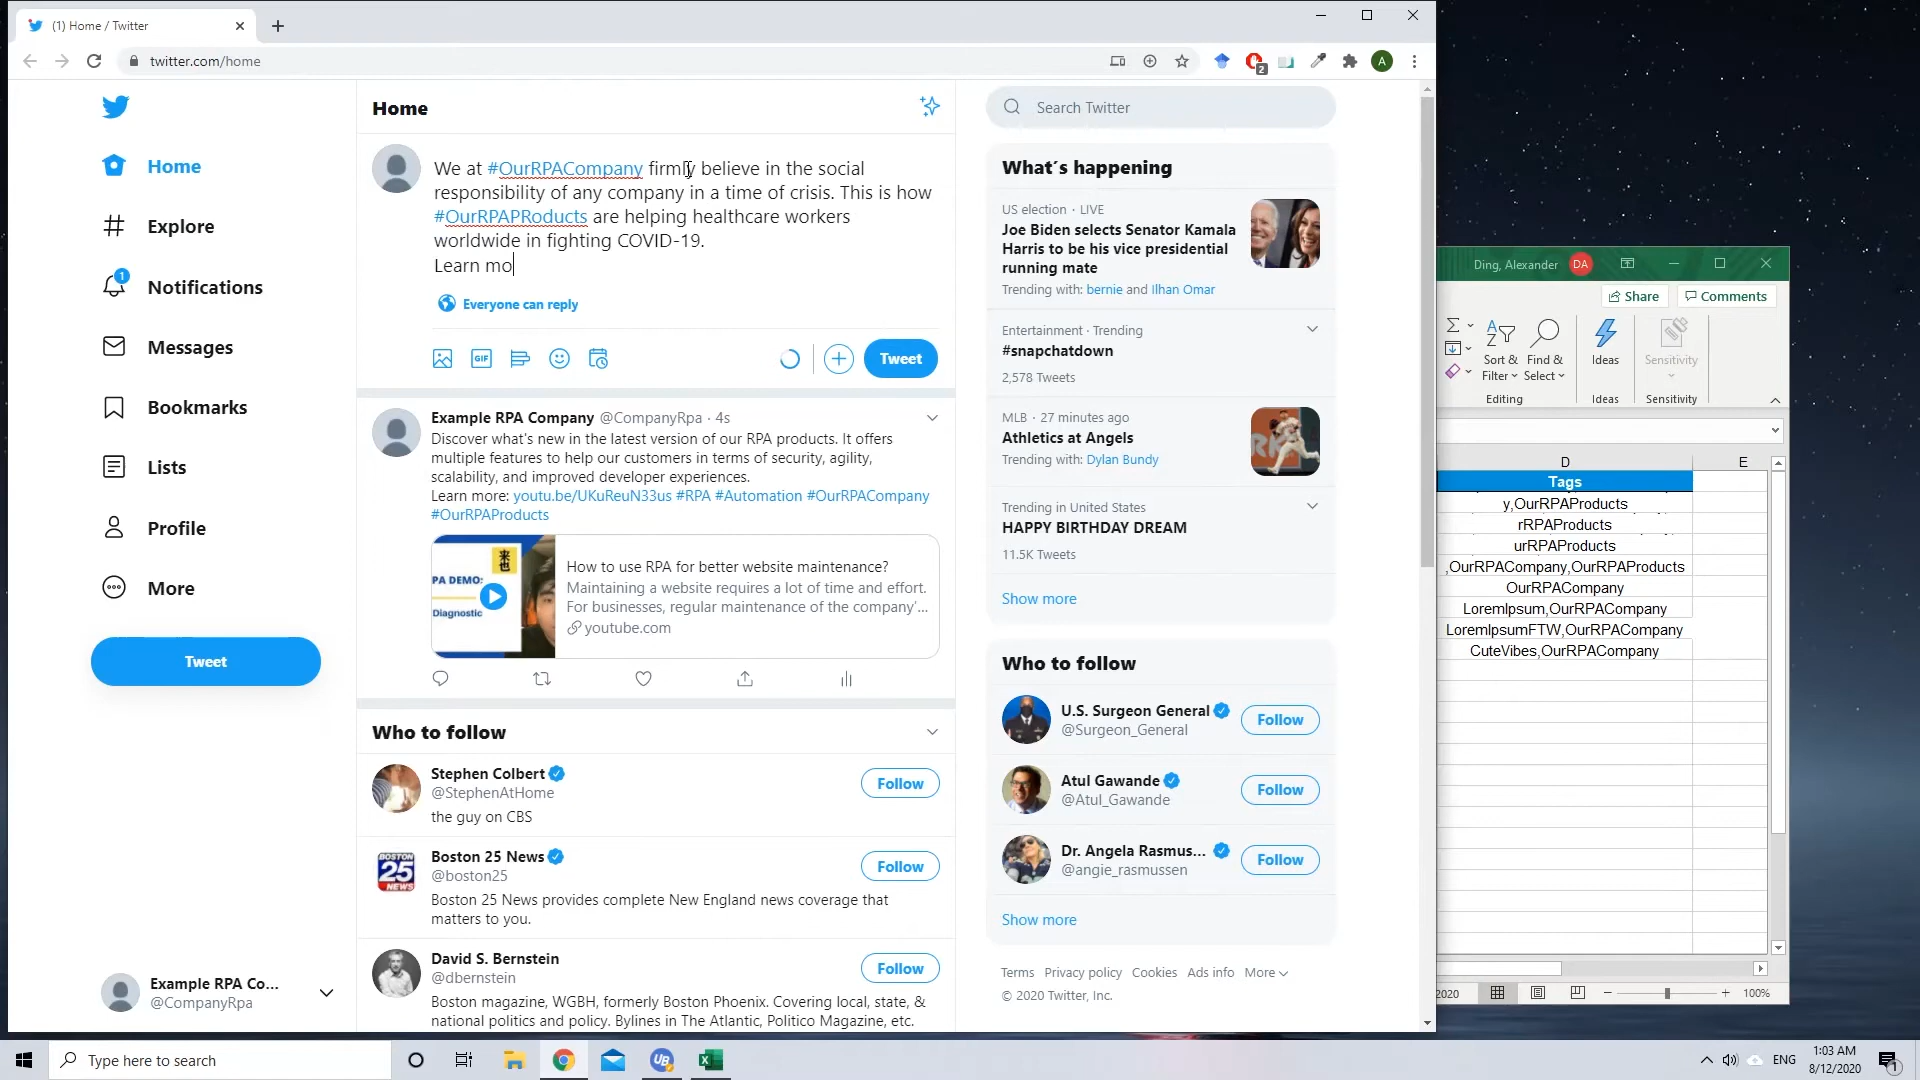 (1) Home / Twitter
twitter.com/home
2
A
Home
Explore
1
Notifications
Messages
Bookmarks
Lists
Profile
More
Tweet
Example RPA Co...
@CompanyRpa
Home
We at #OurRPACompany firmly believe in the social
responsibility of any company in a time of crisis. This is how
#OurRPAPRoducts are helping healthcare workers
worldwide in fighting COVID-19.
Learn mo
Everyone can reply
GIF
Tweet
Example RPA Company @CompanyRpa · 4s
Discover what's new in the latest version of our RPA products. It offers
multiple features to help our customers in terms of security, agility,
scalability, and improved developer experiences.
Learn more: youtu.be/UKuReuN33us #RPA #Automation #OurRPACompany
#OurRPAProducts
来也
PA DEMO:
Diagnostic
How to use RPA for better website maintenance?
Maintaining a website requires a lot of time and effort.
For businesses, regular maintenance of the company'...
youtube.com
Who to follow
Stephen Colbert
@StephenAtHome
the guy on CBS
Follow
BOSTON
25
NEWS
Boston 25 News
@boston25
Boston 25 News provides complete New England news coverage that
matters to you.
Follow
David S. Bernstein
@dbernstein
Boston magazine, WGBH, formerly Boston Phoenix. Covering local, state, &
national politics and policy. Bylines in The Atlantic, Politico Magazine, etc.
Follow
Search Twitter
What's happening
US election · LIVE
Joe Biden selects Senator Kamala
Harris to be his vice presidential
running mate
Trending with: bernie and Ilhan Omar
Entertainment · Trending
#snapchatdown
2,578 Tweets
MLB · 27 minutes ago
Athletics at Angels
Trending with: Dylan Bundy
Trending in United States
HAPPY BIRTHDAY DREAM
11.5K Tweets
Show more
Who to follow
U.S. Surgeon General
@Surgeon_General
Follow
Atul Gawande
@Atul_Gawande
Follow
Dr. Angela Rasmus...
@angie_rasmussen
Follow
Show more
Terms Privacy policy Cookies Ads info More
© 2020 Twitter, Inc.
Ding, Alexander DA
Share Comments
Sort & Filter
Find & Select
Ideas
Sensitivity
Editing Ideas Sensitivity
D E
Tags
y,OurRPAProducts
rRPAProducts
urRPAProducts
,OurRPACompany,OurRPAProducts
OurRPACompany
LoremIpsum,OurRPACompany
LoremIpsumFTW,OurRPACompany
CuteVibes,OurRPACompany
2020
100%
Type here to search
UB
ENG
1:03 AM
8/12/2020
1